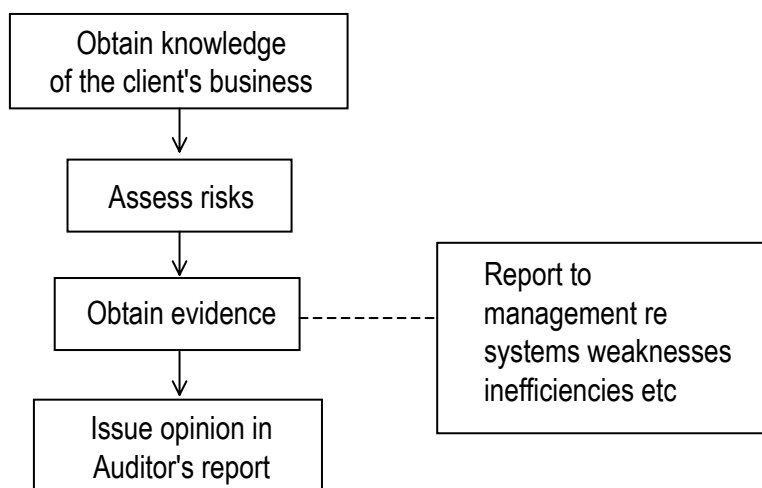 Obtain knowledge
of the client's business
Assess risks
Obtain evidence
Report to
management re
systems weaknesses
inefficiencies etc
Issue opinion in
Auditor's report